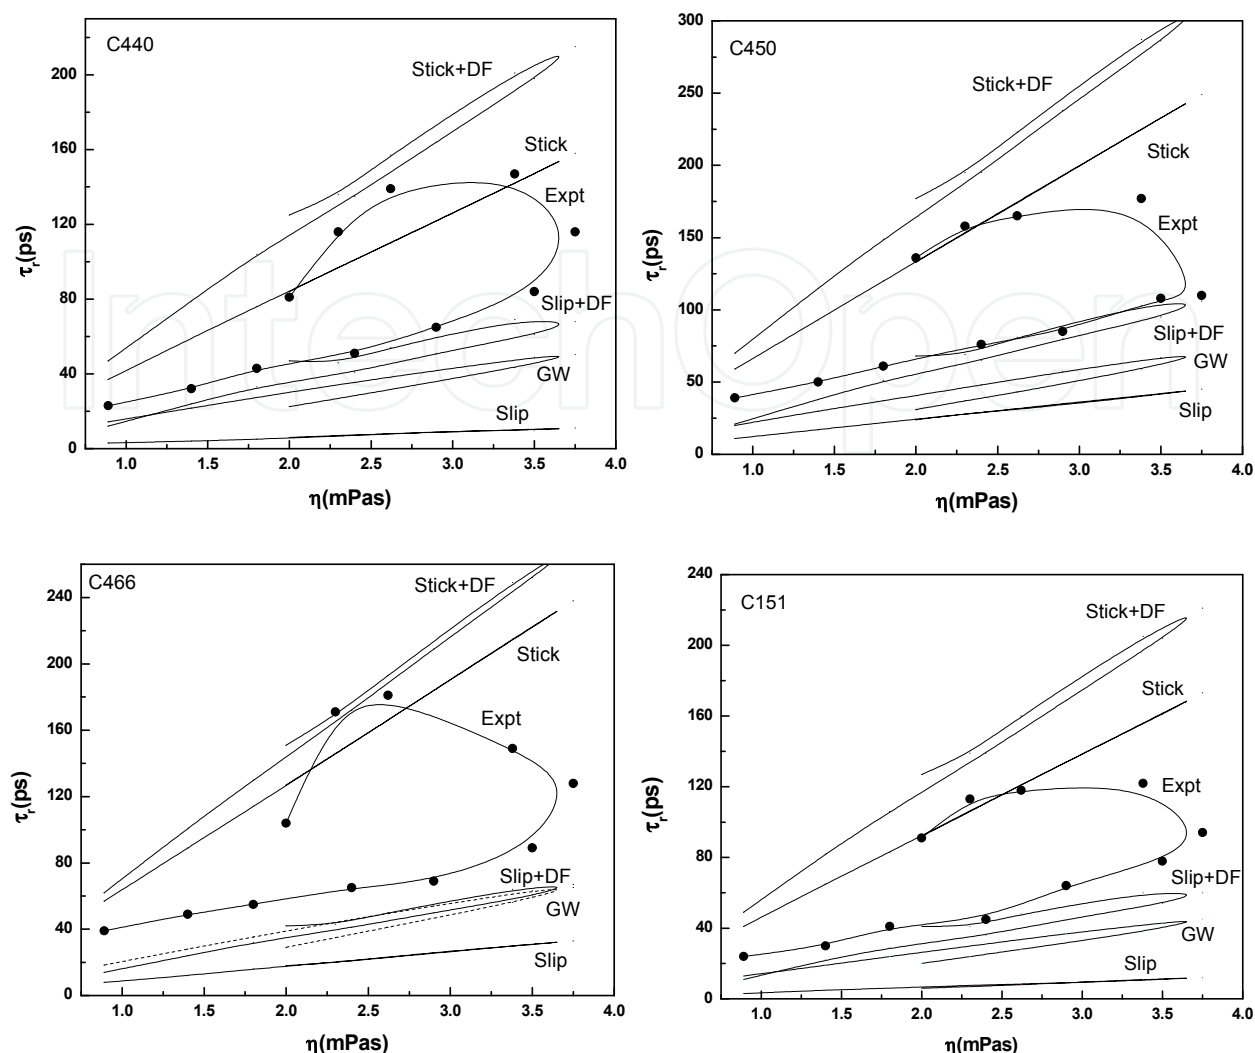 C440
Stick+DF
Stick
Expt
Slip+DF
GW
Slip
200
160
120
80
40
0
1.0 1.5 2.0 2.5 3.0 3.5 4.0
τr(ps)
η(mPas)
C450
Stick+DF
Stick
Expt
Slip+DF
GW
Slip
300
250
200
150
100
50
0
1.0 1.5 2.0 2.5 3.0 3.5 4.0
τr(ps)
η(mPas)
C466
Stick+DF
Stick
Expt
Slip+DF
GW
Slip
240
200
160
120
80
40
0
1.0 1.5 2.0 2.5 3.0 3.5 4.0
τr(ps)
η(mPas)
C151
Stick+DF
Stick
Expt
Slip+DF
GW
Slip
240
200
160
120
80
40
0
1.0 1.5 2.0 2.5 3.0 3.5 4.0
τr(ps)
η(mPas)
IntechOpen